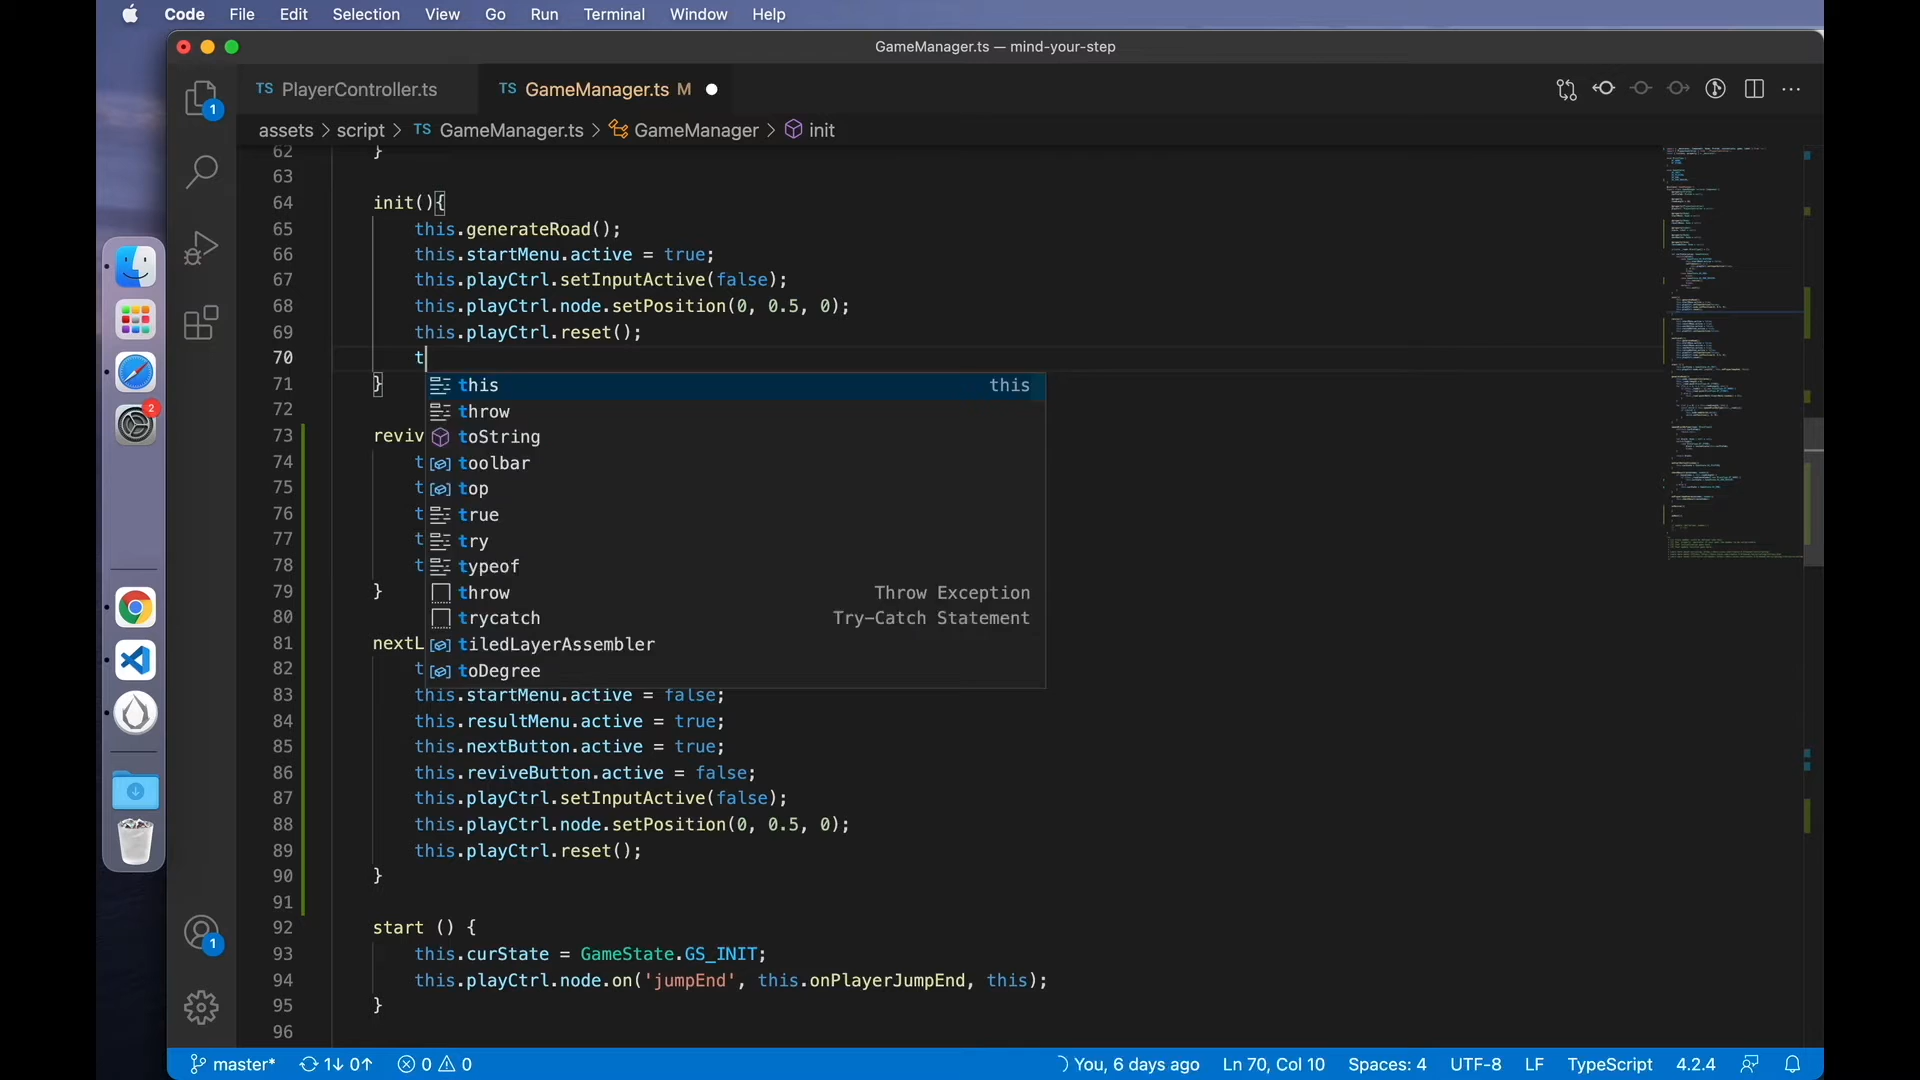 Code File Edit Selection View Go Run Terminal Window Help
GameManager.ts — mind-your-step
TS PlayerController.ts
TS GameManager.ts M
assets > script > TS GameManager.ts > GameManager > init
1
2
62 }
63
64 init(){
65 this.generateRoad();
66 this.startMenu.active = true;
67 this.playCtrl.setInputActive(false);
68 this.playCtrl.node.setPosition(0, 0.5, 0);
69 this.playCtrl.reset();
70 t
71 }
this this
throw
toString
toolbar
top
true
try
typeof
throw Throw Exception
trycatch Try-Catch Statement
tiledLayerAssembler
toDegree
72
73 reviv
74 t
75 t
76 t
77 t
78 t
79 }
80
81 nextL
82 t
83 this.startMenu.active = false;
84 this.resultMenu.active = true;
85 this.nextButton.active = true;
86 this.reviveButton.active = false;
87 this.playCtrl.setInputActive(false);
88 this.playCtrl.node.setPosition(0, 0.5, 0);
89 this.playCtrl.reset();
90 }
91
92 start () {
93 this.curState = GameState.GS_INIT;
94 this.playCtrl.node.on('jumpEnd', this.onPlayerJumpEnd, this);
95 }
96
1
master* 1↓ 0↑ 0 0 You, 6 days ago Ln 70, Col 10 Spaces: 4 UTF-8 LF TypeScript 4.2.4